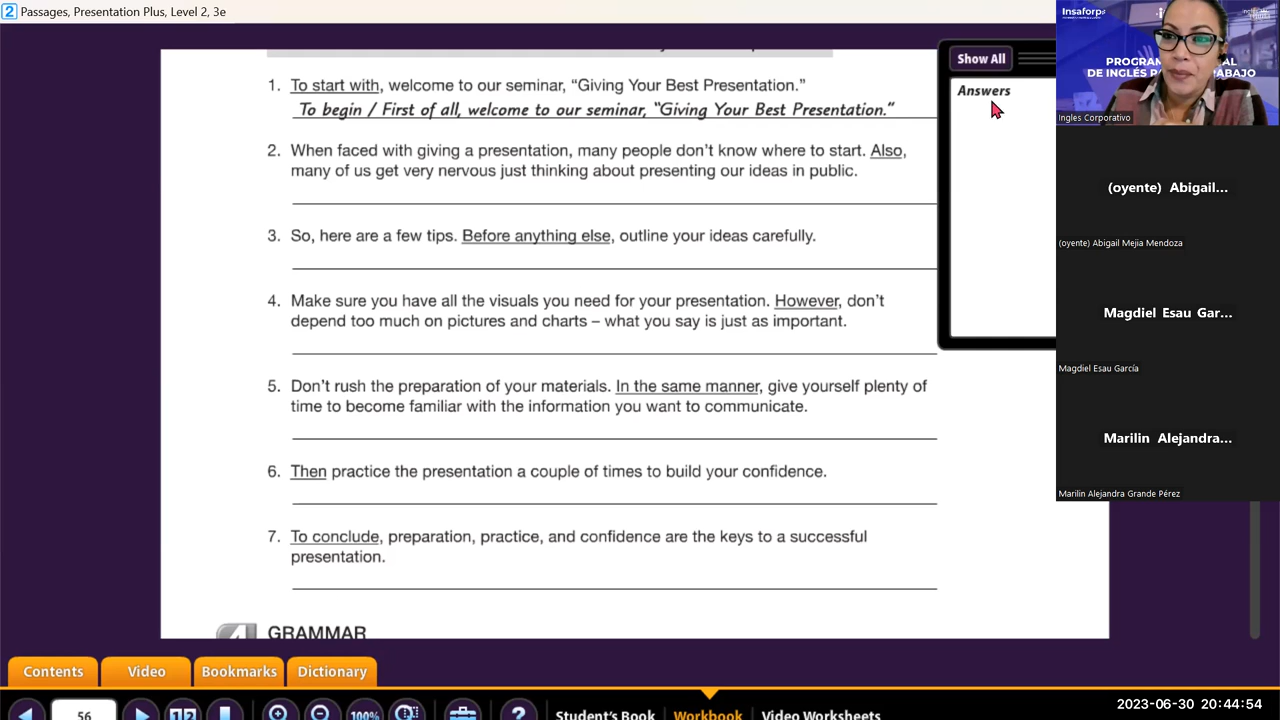 Passages, Presentation Plus, Level 2, 3e
1. To start with, welcome to our seminar, “Giving Your Best Presentation.”
To begin / First of all, welcome to our seminar, “Giving Your Best Presentation.”
2. When faced with giving a presentation, many people don’t know where to start. Also,
many of us get very nervous just thinking about presenting our ideas in public.
3. So, here are a few tips. Before anything else, outline your ideas carefully.
4. Make sure you have all the visuals you need for your presentation. However, don’t
depend too much on pictures and charts – what you say is just as important.
5. Don’t rush the preparation of your materials. In the same manner, give yourself plenty of
time to become familiar with the information you want to communicate.
6. Then practice the presentation a couple of times to build your confidence.
7. To conclude, preparation, practice, and confidence are the keys to a successful
presentation.
4 GRAMMAR
Show All
Answers
Insaforp
PROGRAM
AL
DE INGLÉS P
RABAJO
Ingles Corporativo
(oyente) Abigail...
(oyente) Abigail Mejia Mendoza
Magdiel Esau Gar...
Magdiel Esau García
Marilin Alejandra...
Marilin Alejandra Grande Pérez
Contents
Video
Bookmarks
Dictionary
56
1 2
100%
?
Student's Book
Workbook
Video Worksheets
2023-06-30 20:44:54